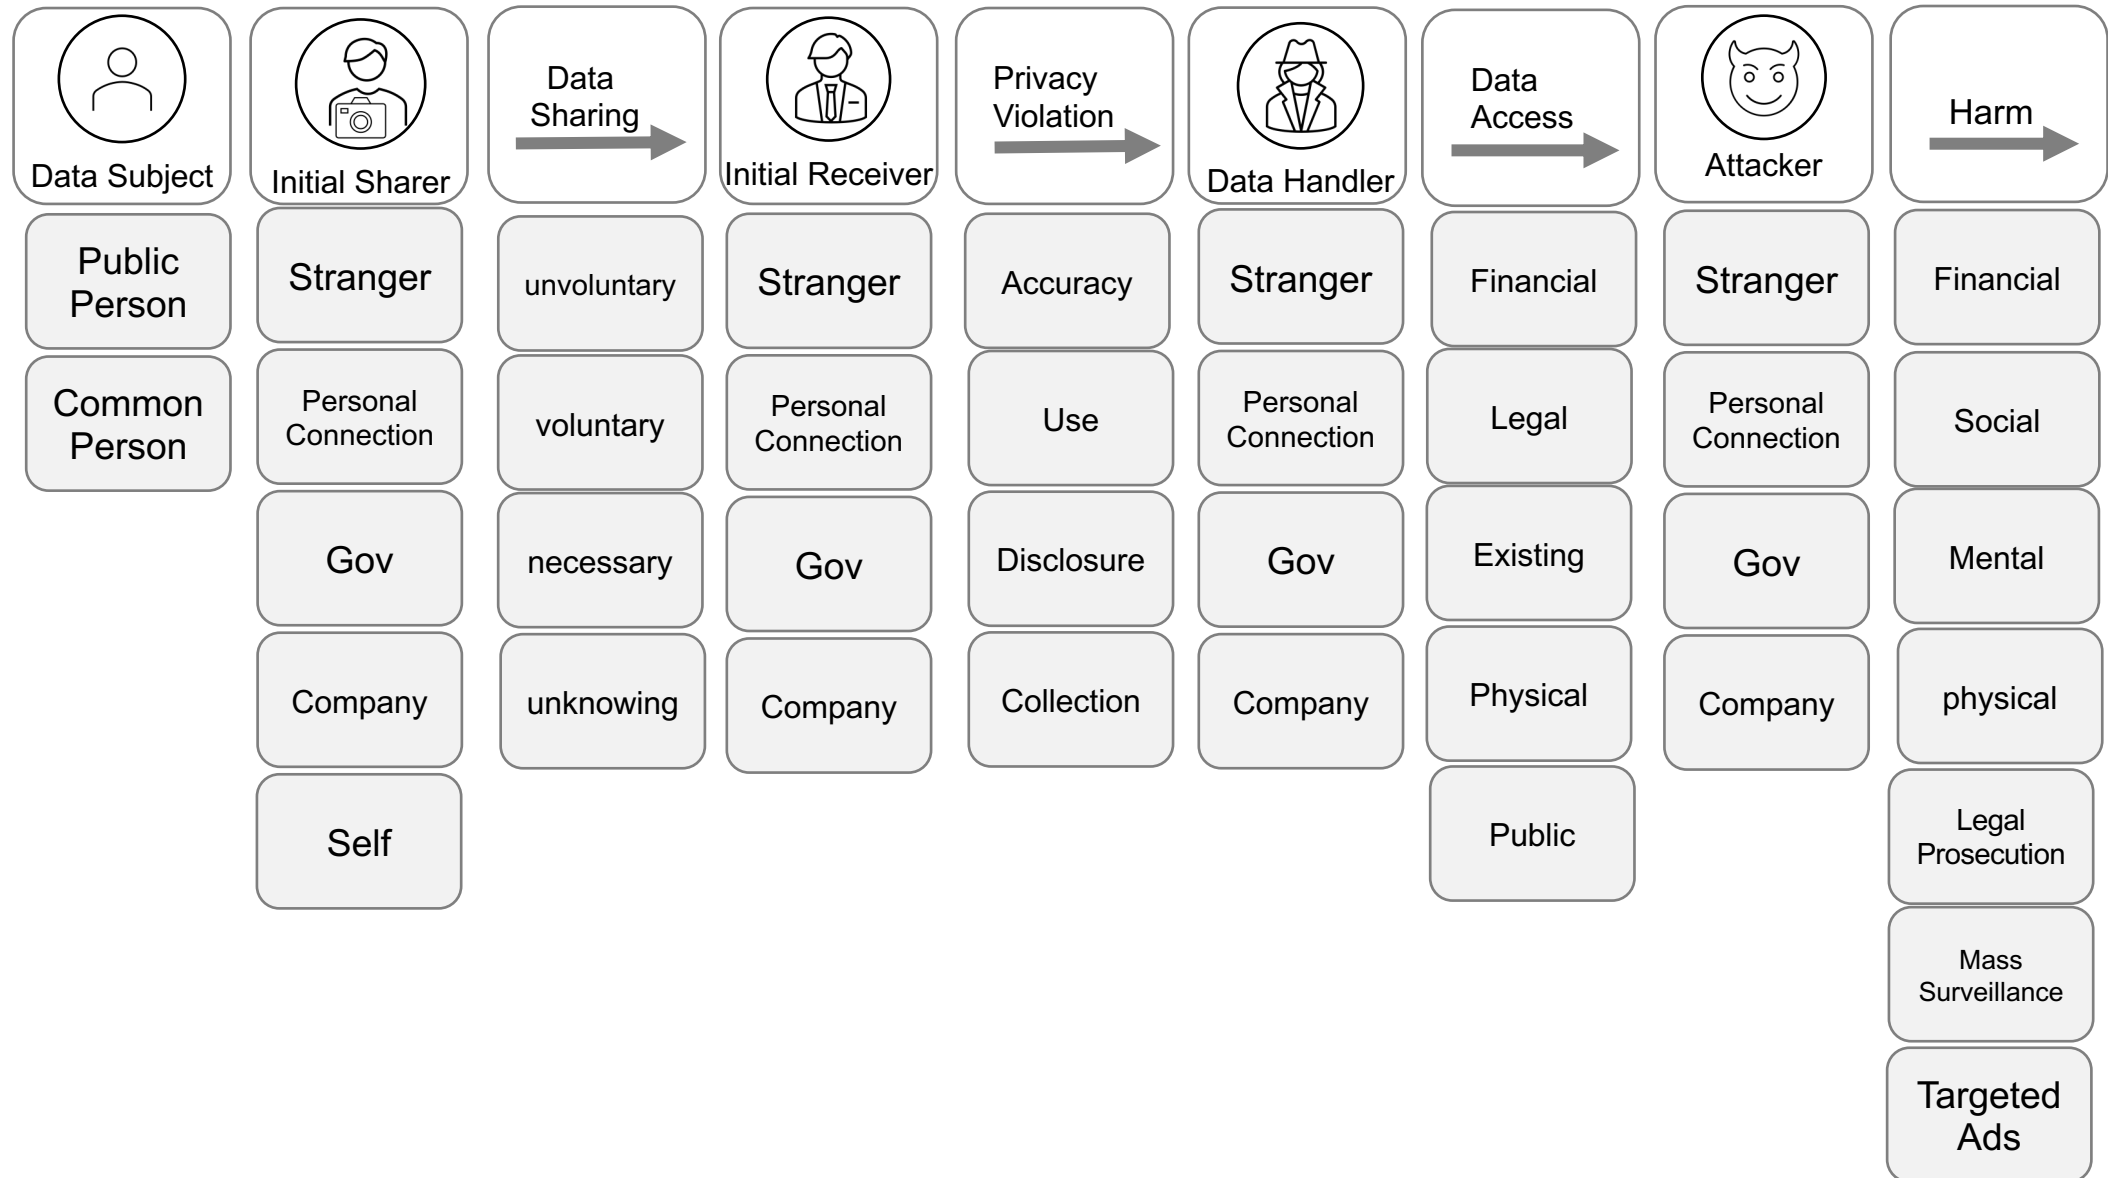 Data Subject
Initial Sharer
Data
Sharing
Initial Receiver
Privacy
Violation
Data Handler
Data
Access
Attacker
Harm
Public
Person
Common
Person
Stranger
Personal
Connection
Gov
Company
Self
unvoluntary
voluntary
necessary
unknowing
Stranger
Personal
Connection
Gov
Company
Accuracy
Use
Disclosure
Collection
Stranger
Personal
Connection
Gov
Company
Financial
Legal
Existing
Physical
Public
Stranger
Personal
Connection
Gov
Company
Financial
Social
Mental
physical
Legal
Prosecution
Mass
Surveillance
Targeted
Ads